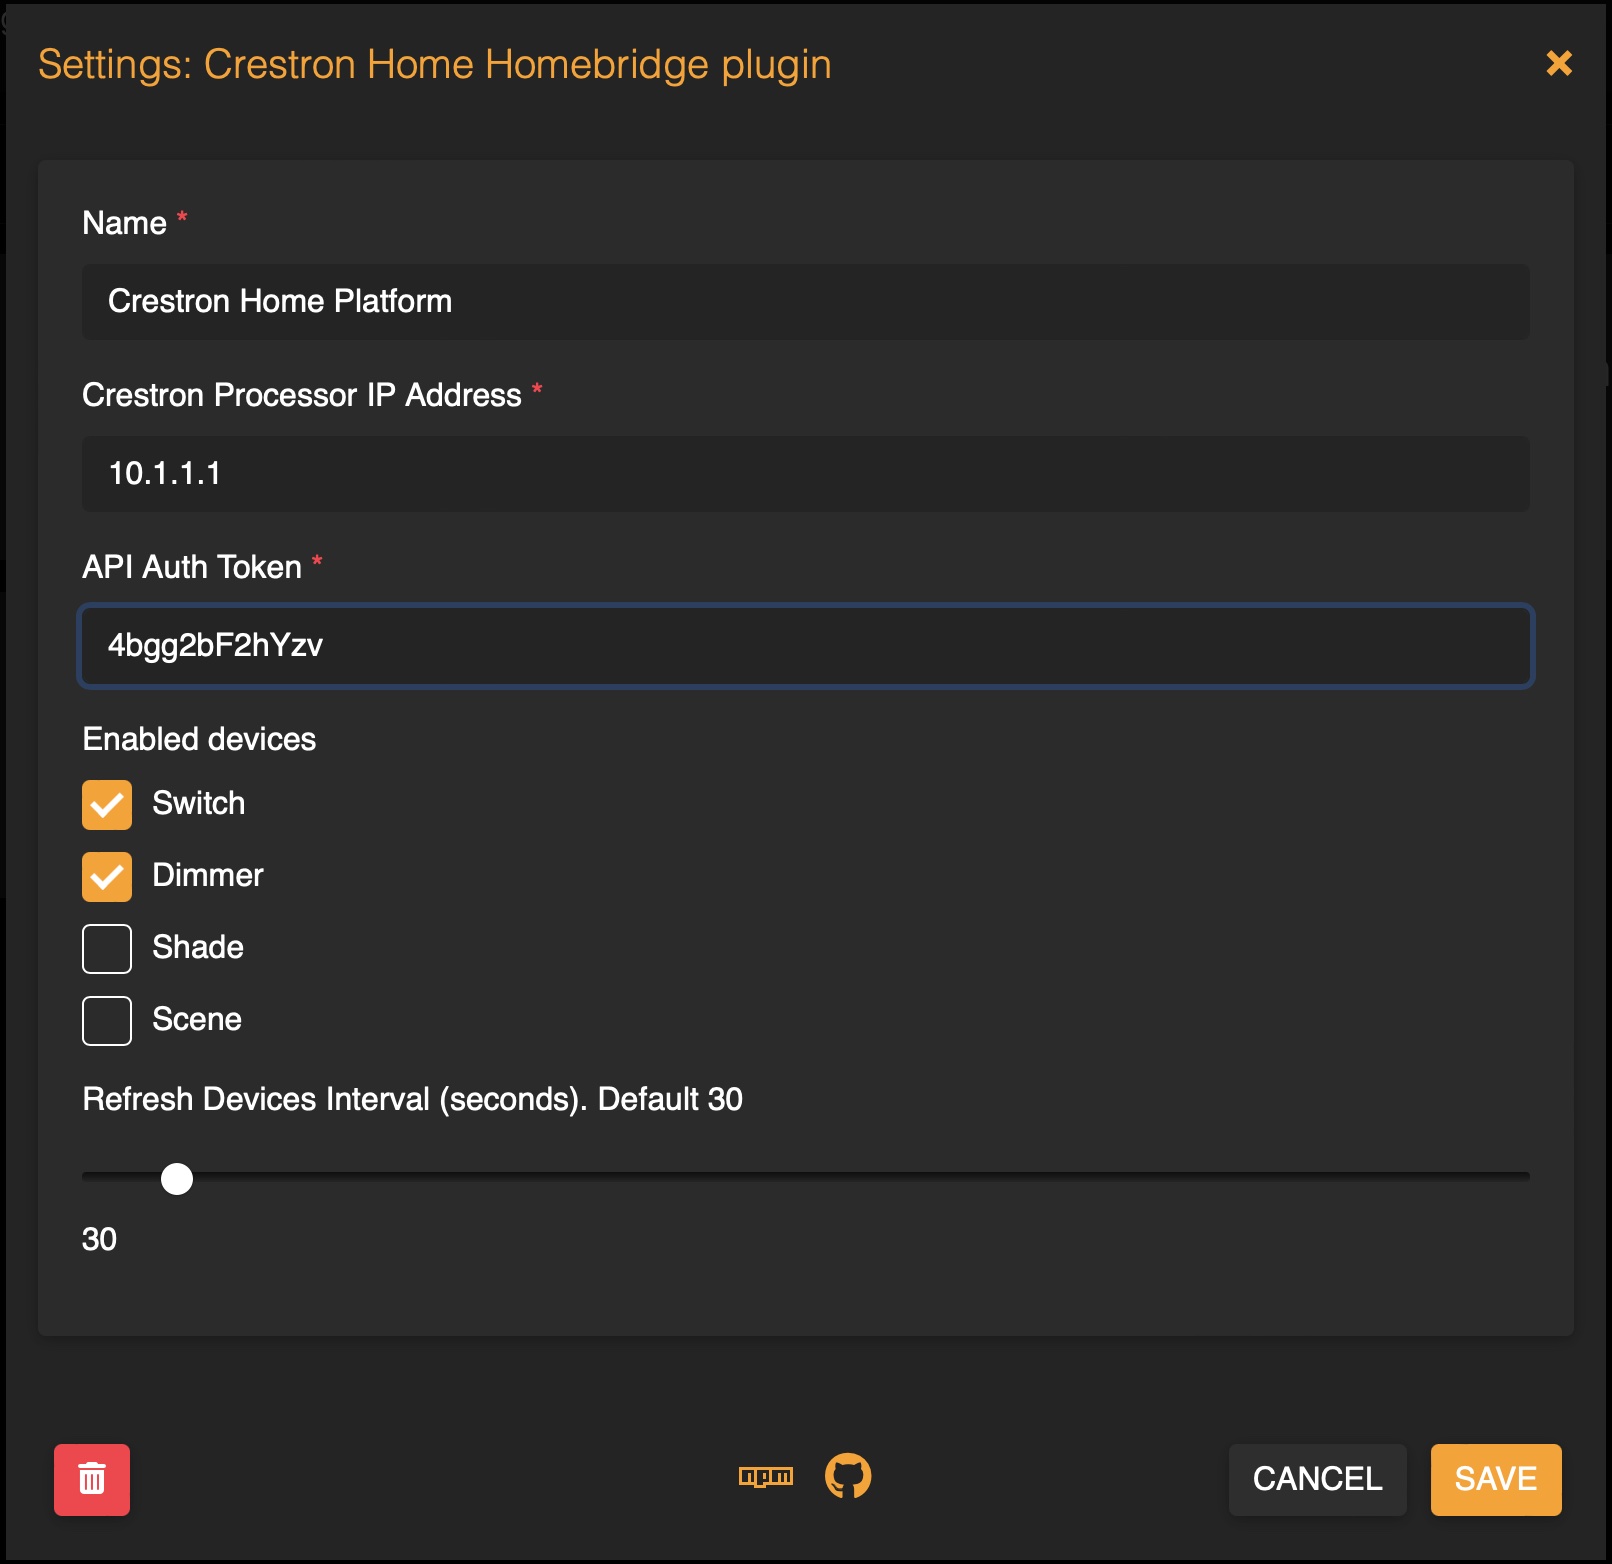 Settings: Crestron Home Homebridge plugin
Name *
Crestron Home Platform
Crestron Processor IP Address *
10.1.1.1
API Auth Token *
4bgg2bF2hYzv
Enabled devices
Switch
Dimmer
Shade
Scene
Refresh Devices Interval (seconds). Default 30
30
npm
CANCEL
SAVE